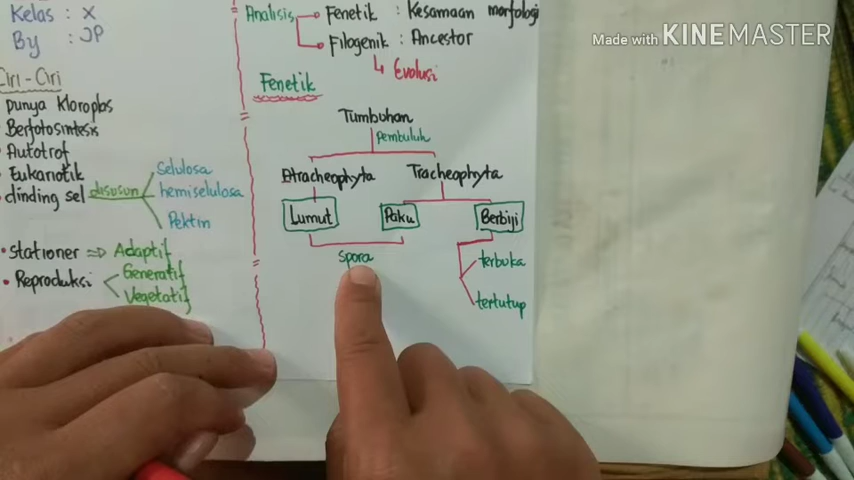 Kelas : X
By : JP
Ciri-Ciri
punya Kloroplas
Berfotosintesis
Autotrof
Eukariotik
dinding sel disusun
Selulosa
hemiselulosa
Pektin
• stationer ⇒ Adaptif
• Reproduksi
Generatif
Vegetatif
Analisis
Fenetik : Kesamaan morfologi
Filogenik : Ancestor
↳ Evolusi
Fenetik
Tumbuhan
pembuluh
Atracheophyta
Tracheophyta
Lumut
Paku
Berbiji
spora
terbuka
tertutup
Made with KINEMASTER